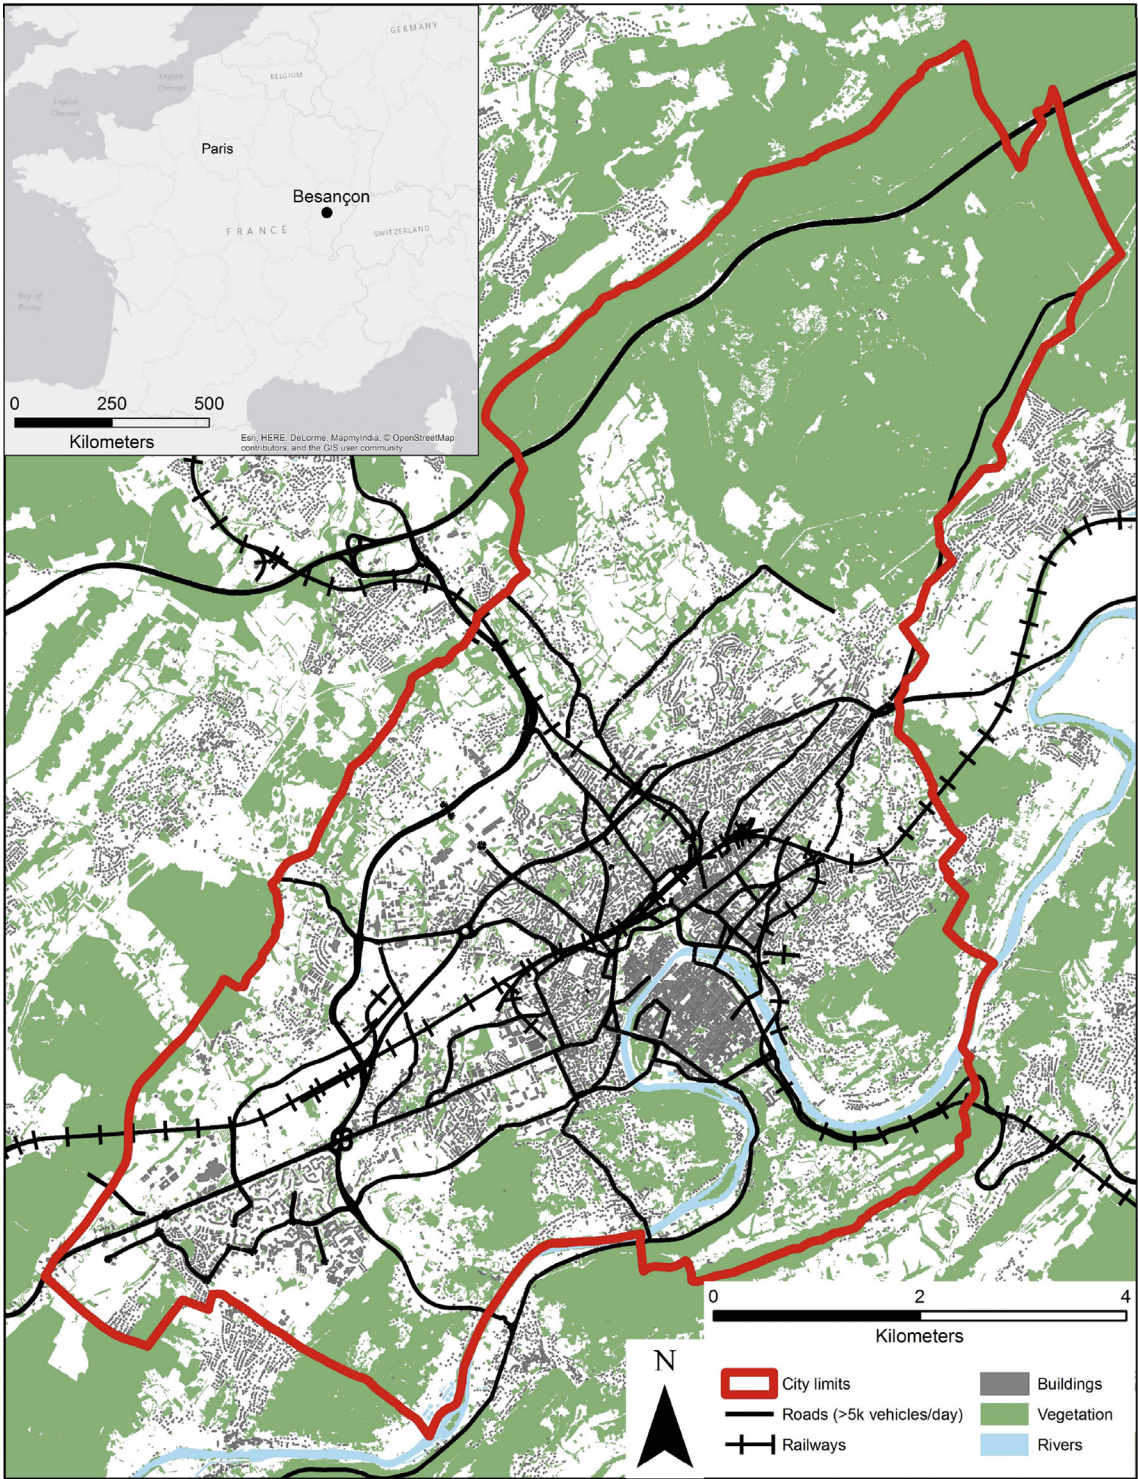 GERMANY
BELGIUM
English
Channel
English
Channel
Paris
Besançon
FRANCE
SWITZERLAND
Bay of
Biscay
0 250 500
Kilometers
Esri, HERE, DeLorme, MapmyIndia, © OpenStreetMap
contributors, and the GIS user community
0 2 4
Kilometers
N
City limits
Roads (>5k vehicles/day)
Railways
Buildings
Vegetation
Rivers